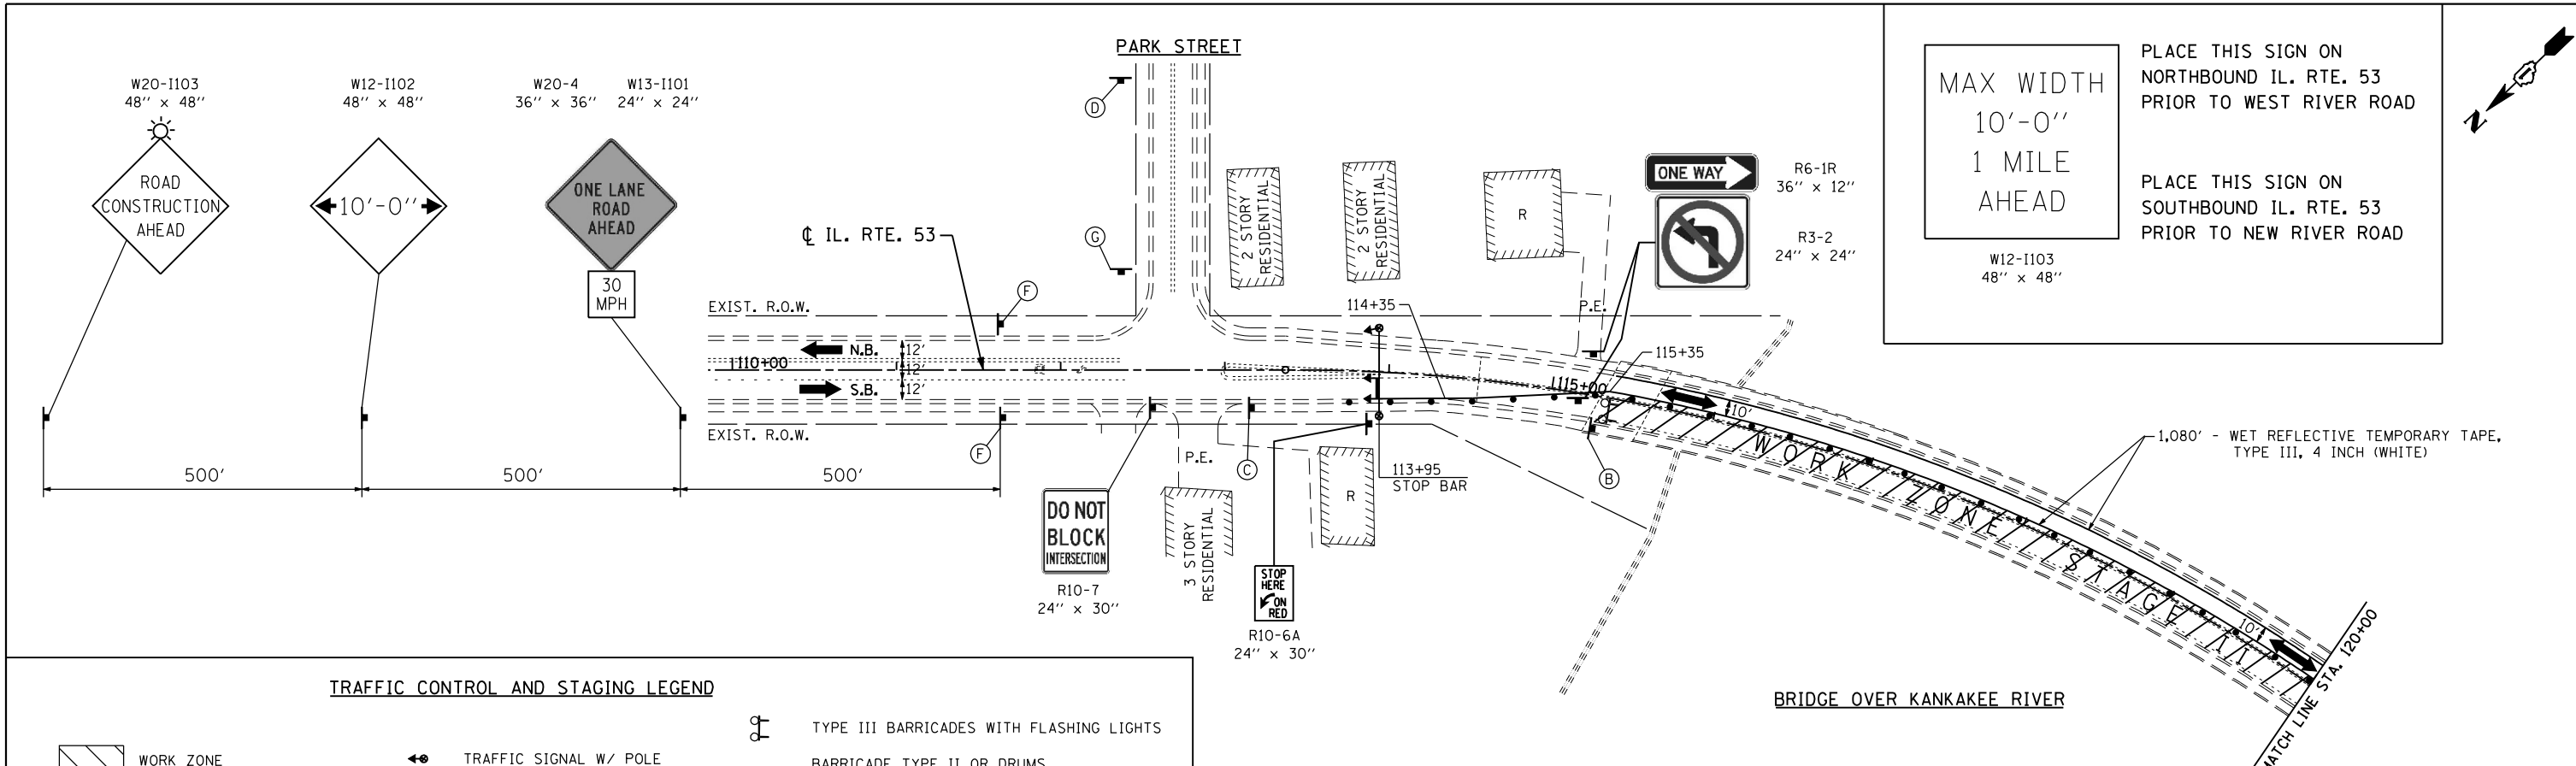 PARK STREET
W20-I103
48'' x 48''
W12-I102
48'' x 48''
W20-4
36'' x 36''
W13-I101
24'' x 24''
ROAD
CONSTRUCTION
AHEAD
10'-0''
ONE LANE
ROAD
AHEAD
30
MPH
500'
500'
500'
℄ IL. RTE. 53
EXIST. R.O.W.
EXIST. R.O.W.
110+00
N.B.
S.B.
12'
12'
12'
D
G
F
F
C
B
2 STORY
RESIDENTIAL
2 STORY
RESIDENTIAL
R
P.E.
ONE WAY
R6-1R
36'' x 12''
R3-2
24'' x 24''
114+35
115+35
115+00
113+95
STOP BAR
P.E.
3 STORY
RESIDENTIAL
R
DO NOT
BLOCK
INTERSECTION
R10-7
24'' x 30''
STOP
HERE
ON
RED
R10-6A
24'' x 30''
MAX WIDTH
10'-0''
1 MILE
AHEAD
W12-I103
48'' x 48''
PLACE THIS SIGN ON
NORTHBOUND IL. RTE. 53
PRIOR TO WEST RIVER ROAD
PLACE THIS SIGN ON
SOUTHBOUND IL. RTE. 53
PRIOR TO NEW RIVER ROAD
N
10'
1,080' - WET REFLECTIVE TEMPORARY TAPE,
TYPE III, 4 INCH (WHITE)
WORK ZONE STAGE II
10'
MATCH LINE STA. 120+00
BRIDGE OVER KANKAKEE RIVER
TRAFFIC CONTROL AND STAGING LEGEND
WORK ZONE
TRAFFIC SIGNAL W/ POLE
TYPE III BARRICADES WITH FLASHING LIGHTS
BARRICADE TYPE II OR DRUMS